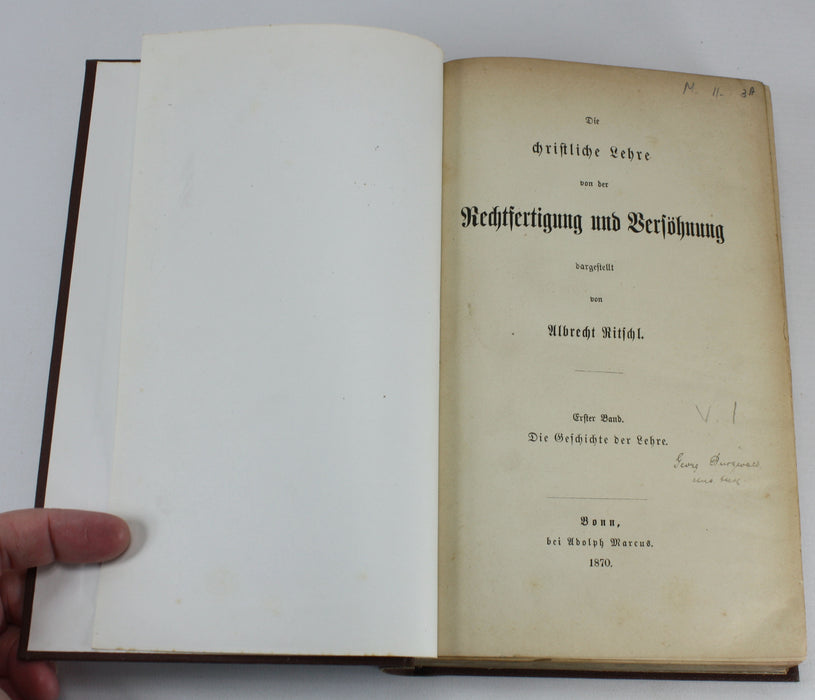 M. 11. 3A
Die
christliche Lehre
von der
Rechtfertigung und Versöhnung
dargestellt
von
Albrecht Ritschl.
Erster Band.
Die Geschichte der Lehre.
V. 1
Georg
Bonn,
bei Adolph Marcus.
1870.